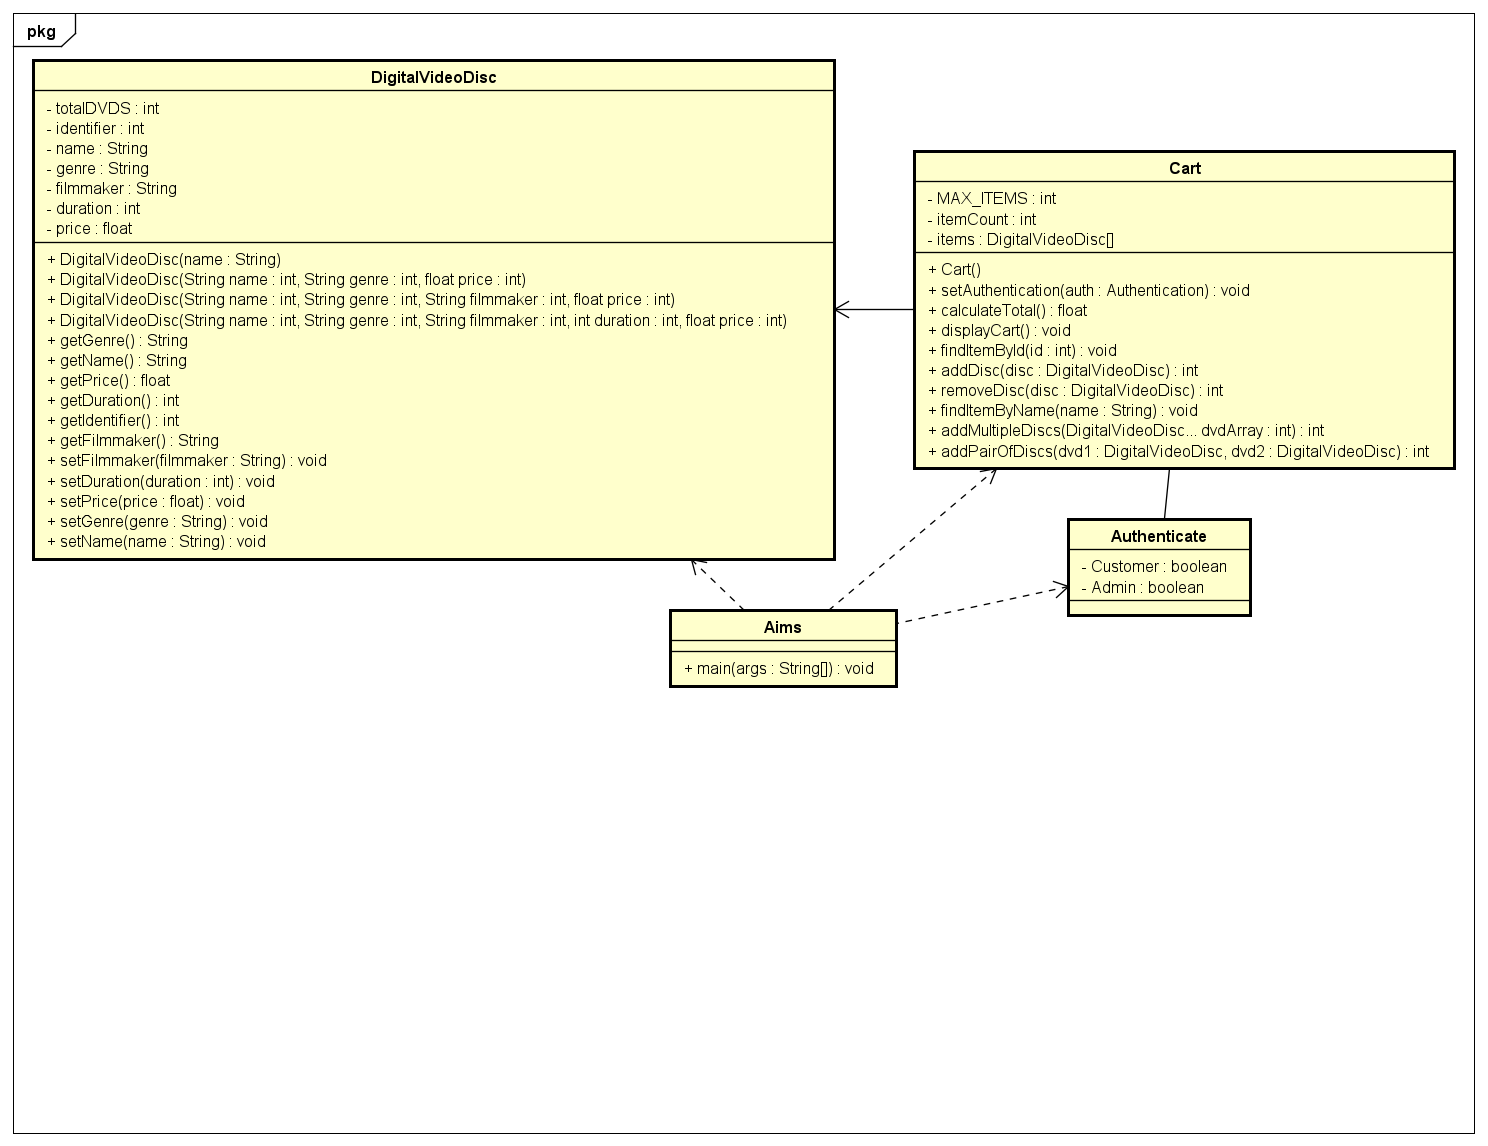 pkg
DigitalVideoDisc
- totalDVDS : int
- identifier : int
- name : String
- genre : String
- filmmaker : String
- duration : int
- price : float
+ DigitalVideoDisc(name : String)
+ DigitalVideoDisc(String name : int, String genre : int, float price : int)
+ DigitalVideoDisc(String name : int, String genre : int, String filmmaker : int, float price : int)
+ DigitalVideoDisc(String name : int, String genre : int, String filmmaker : int, int duration : int, float price : int)
+ getGenre() : String
+ getName() : String
+ getPrice() : float
+ getDuration() : int
+ getIdentifier() : int
+ getFilmmaker() : String
+ setFilmmaker(filmmaker : String) : void
+ setDuration(duration : int) : void
+ setPrice(price : float) : void
+ setGenre(genre : String) : void
+ setName(name : String) : void
Cart
- MAX_ITEMS : int
- itemCount : int
- items : DigitalVideoDisc[]
+ Cart()
+ setAuthentication(auth : Authentication) : void
+ calculateTotal() : float
+ displayCart() : void
+ findItemById(id : int) : void
+ addDisc(disc : DigitalVideoDisc) : int
+ removeDisc(disc : DigitalVideoDisc) : int
+ findItemByName(name : String) : void
+ addMultipleDiscs(DigitalVideoDisc... dvdArray : int) : int
+ addPairOfDiscs(dvd1 : DigitalVideoDisc, dvd2 : DigitalVideoDisc) : int
Authenticate
- Customer : boolean
- Admin : boolean
Aims
+ main(args : String[]) : void